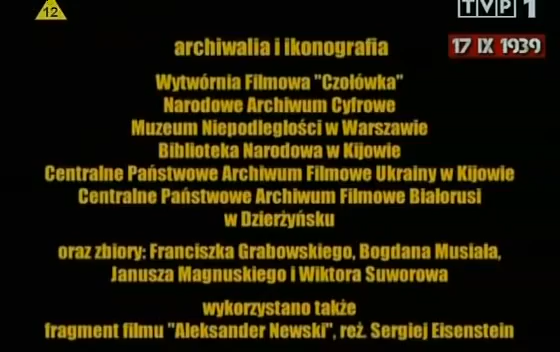 12
TVP 1
17 IX 1939
archiwalia i ikonografia
Wytwórnia Filmowa "Czołówka"
Narodowe Archiwum Cyfrowe
Muzeum Niepodległości w Warszawie
Biblioteka Narodowa w Kijowie
Centralne Państwowe Archiwum Filmowe Ukrainy w Kijowie
Centralne Państwowe Archiwum Filmowe Białorusi
w Dzierżyńsku
oraz zbiory: Franciszka Grabowskiego, Bogdana Musiała,
Janusza Magnuskiego i Wiktora Suworowa
wykorzystano także
fragment filmu "Aleksander Newski", reż. Sergiej Eisenstein